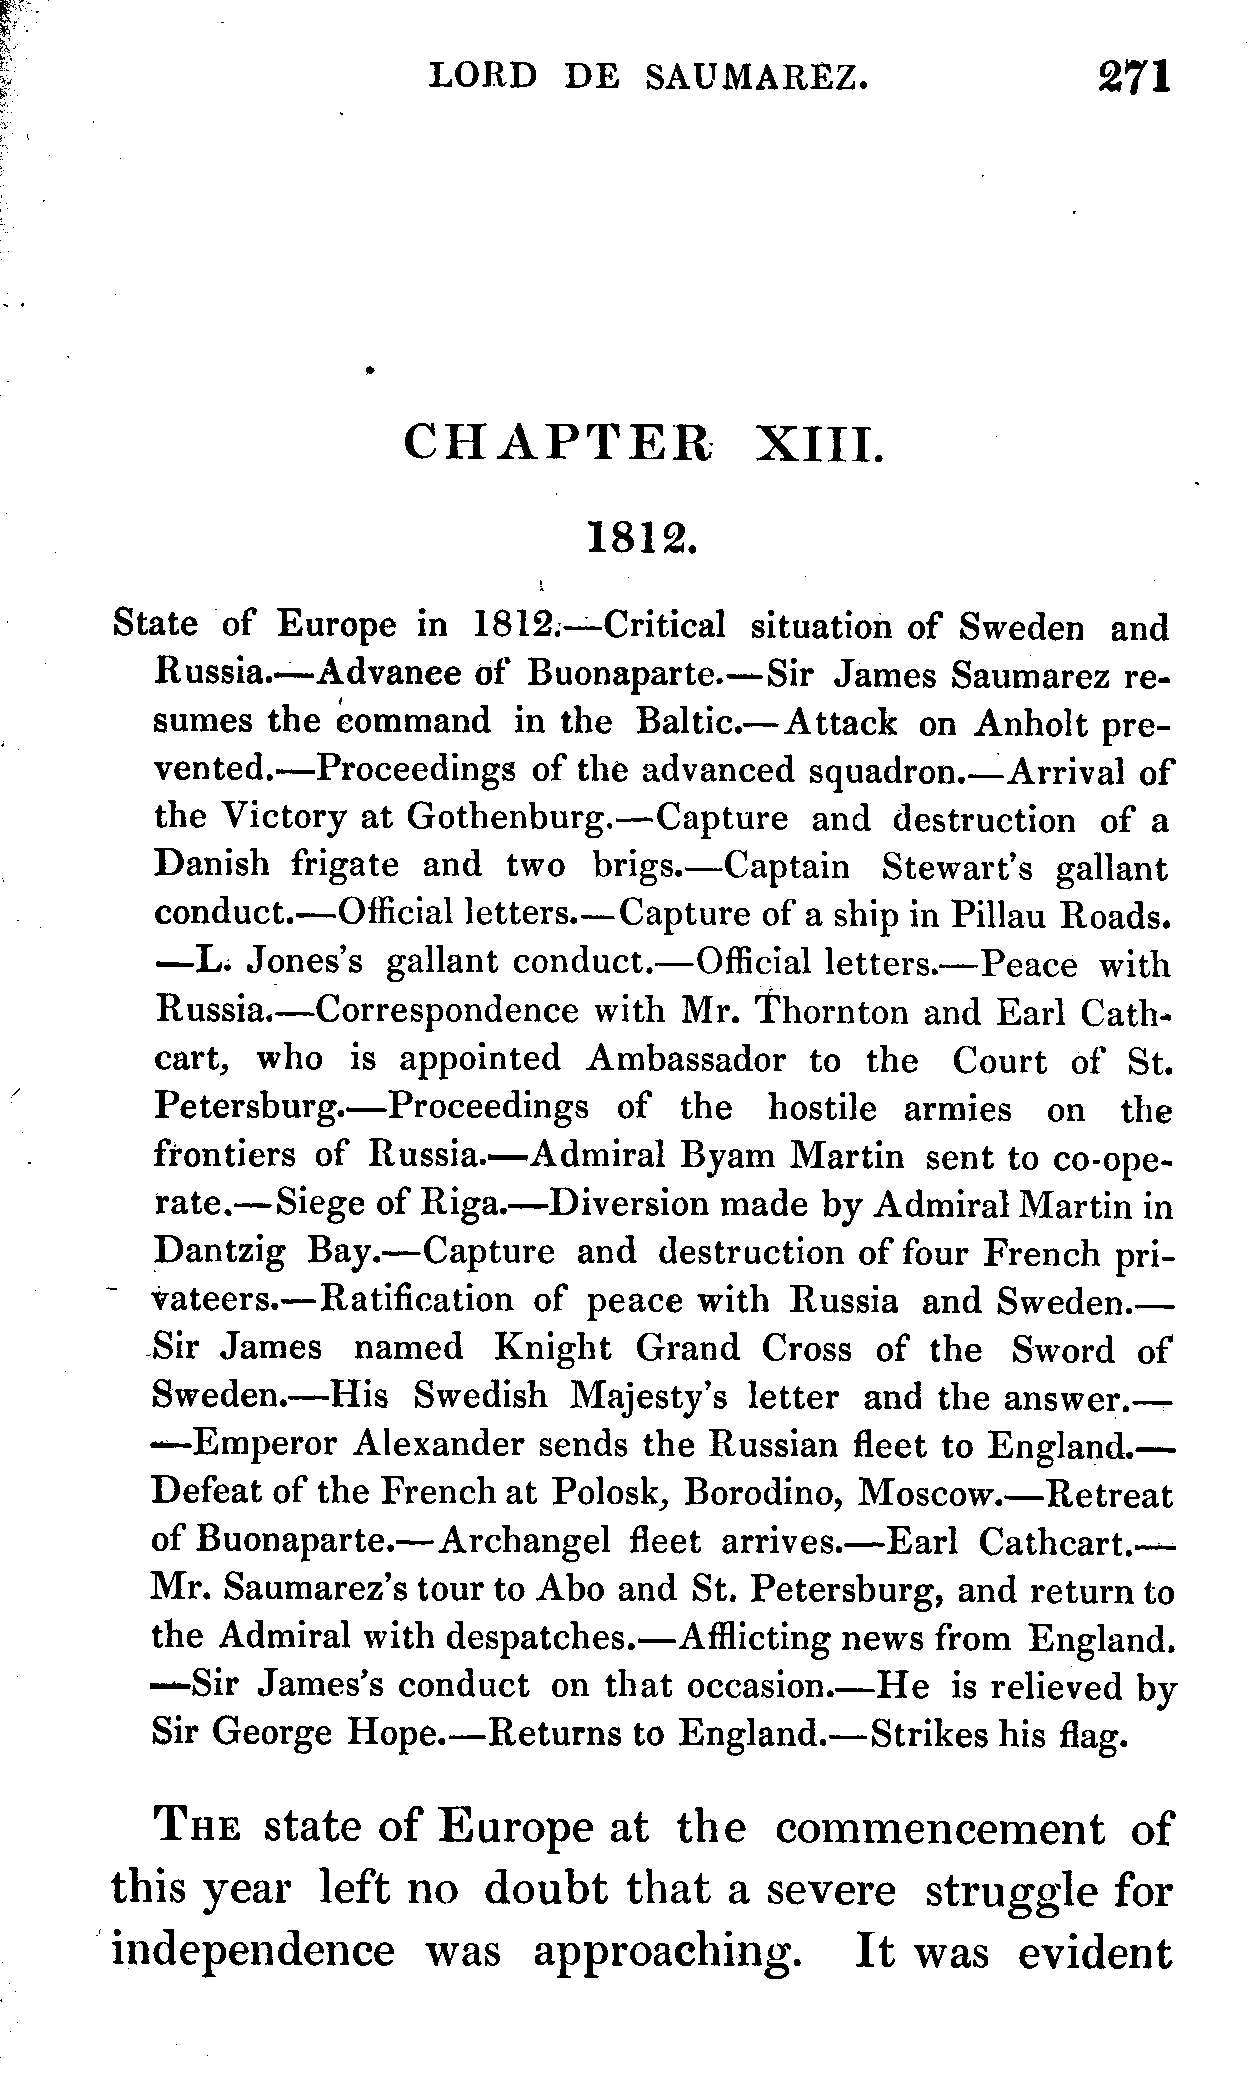 LORD DE SAUMAREZ. 271
CHAPTER XIII.
1812.
State of Europe in 1812.—Critical situation of Sweden and
Russia.—Advanee of Buonaparte.—Sir James Saumarez re-
sumes the command in the Baltic.—Attack on Anholt pre-
vented.—Proceedings of the advanced squadron.—Arrival of
the Victory at Gothenburg.—Capture and destruction of a
Danish frigate and two brigs.—Captain Stewart's gallant
conduct.—Official letters.—Capture of a ship in Pillau Roads.
—L. Jones's gallant conduct.—Official letters.—Peace with
Russia.—Correspondence with Mr. Thornton and Earl Cath-
cart, who is appointed Ambassador to the Court of St.
Petersburg.—Proceedings of the hostile armies on the
frontiers of Russia.—Admiral Byam Martin sent to co-ope-
rate.—Siege of Riga.—Diversion made by Admiral Martin in
Dantzig Bay.—Capture and destruction of four French pri-
vateers.—Ratification of peace with Russia and Sweden.—
Sir James named Knight Grand Cross of the Sword of
Sweden.—His Swedish Majesty's letter and the answer.—
—Emperor Alexander sends the Russian fleet to England.—
Defeat of the French at Polosk, Borodino, Moscow.—Retreat
of Buonaparte.—Archangel fleet arrives.—Earl Cathcart.—
Mr. Saumarez's tour to Abo and St. Petersburg, and return to
the Admiral with despatches.—Afflicting news from England.
—Sir James's conduct on that occasion.—He is relieved by
Sir George Hope.—Returns to England.—Strikes his flag.
THE state of Europe at the commencement of
this year left no doubt that a severe struggle for
independence was approaching. It was evident